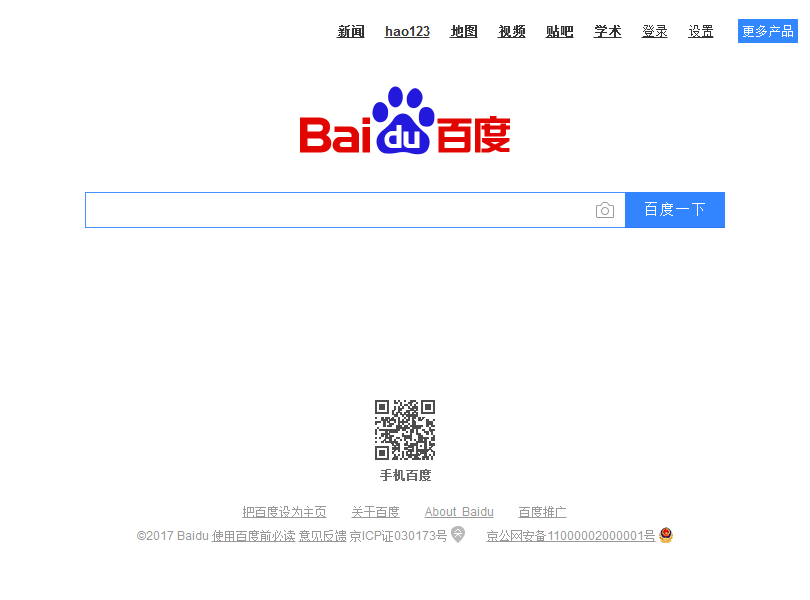 新闻 hao123 地图 视频 贴吧 学术 登录 设置 更多产品
Bai du 百度
百度一下
手机百度
把百度设为主页 关于百度 About Baidu 百度推广
©2017 Baidu 使用百度前必读 意见反馈 京ICP证030173号 京公网安备11000002000001号